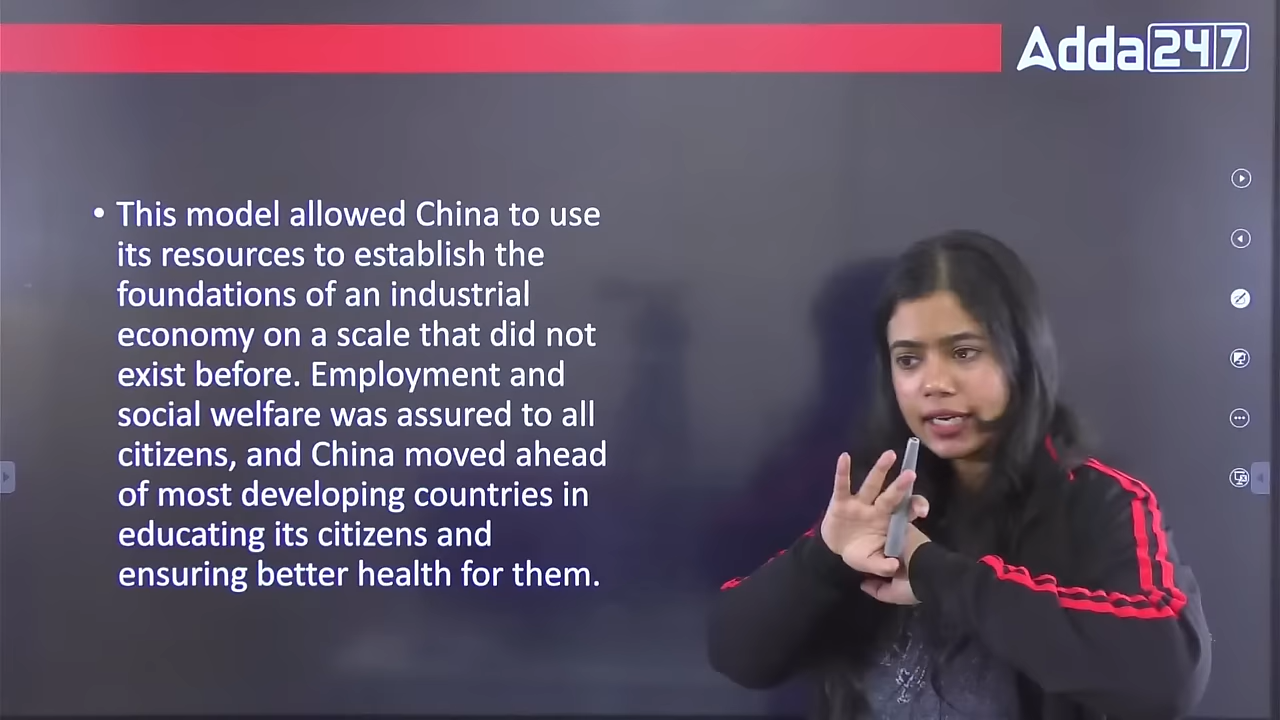 Adda247
• This model allowed China to use
its resources to establish the
foundations of an industrial
economy on a scale that did not
exist before. Employment and
social welfare was assured to all
citizens, and China moved ahead
of most developing countries in
educating its citizens and
ensuring better health for them.